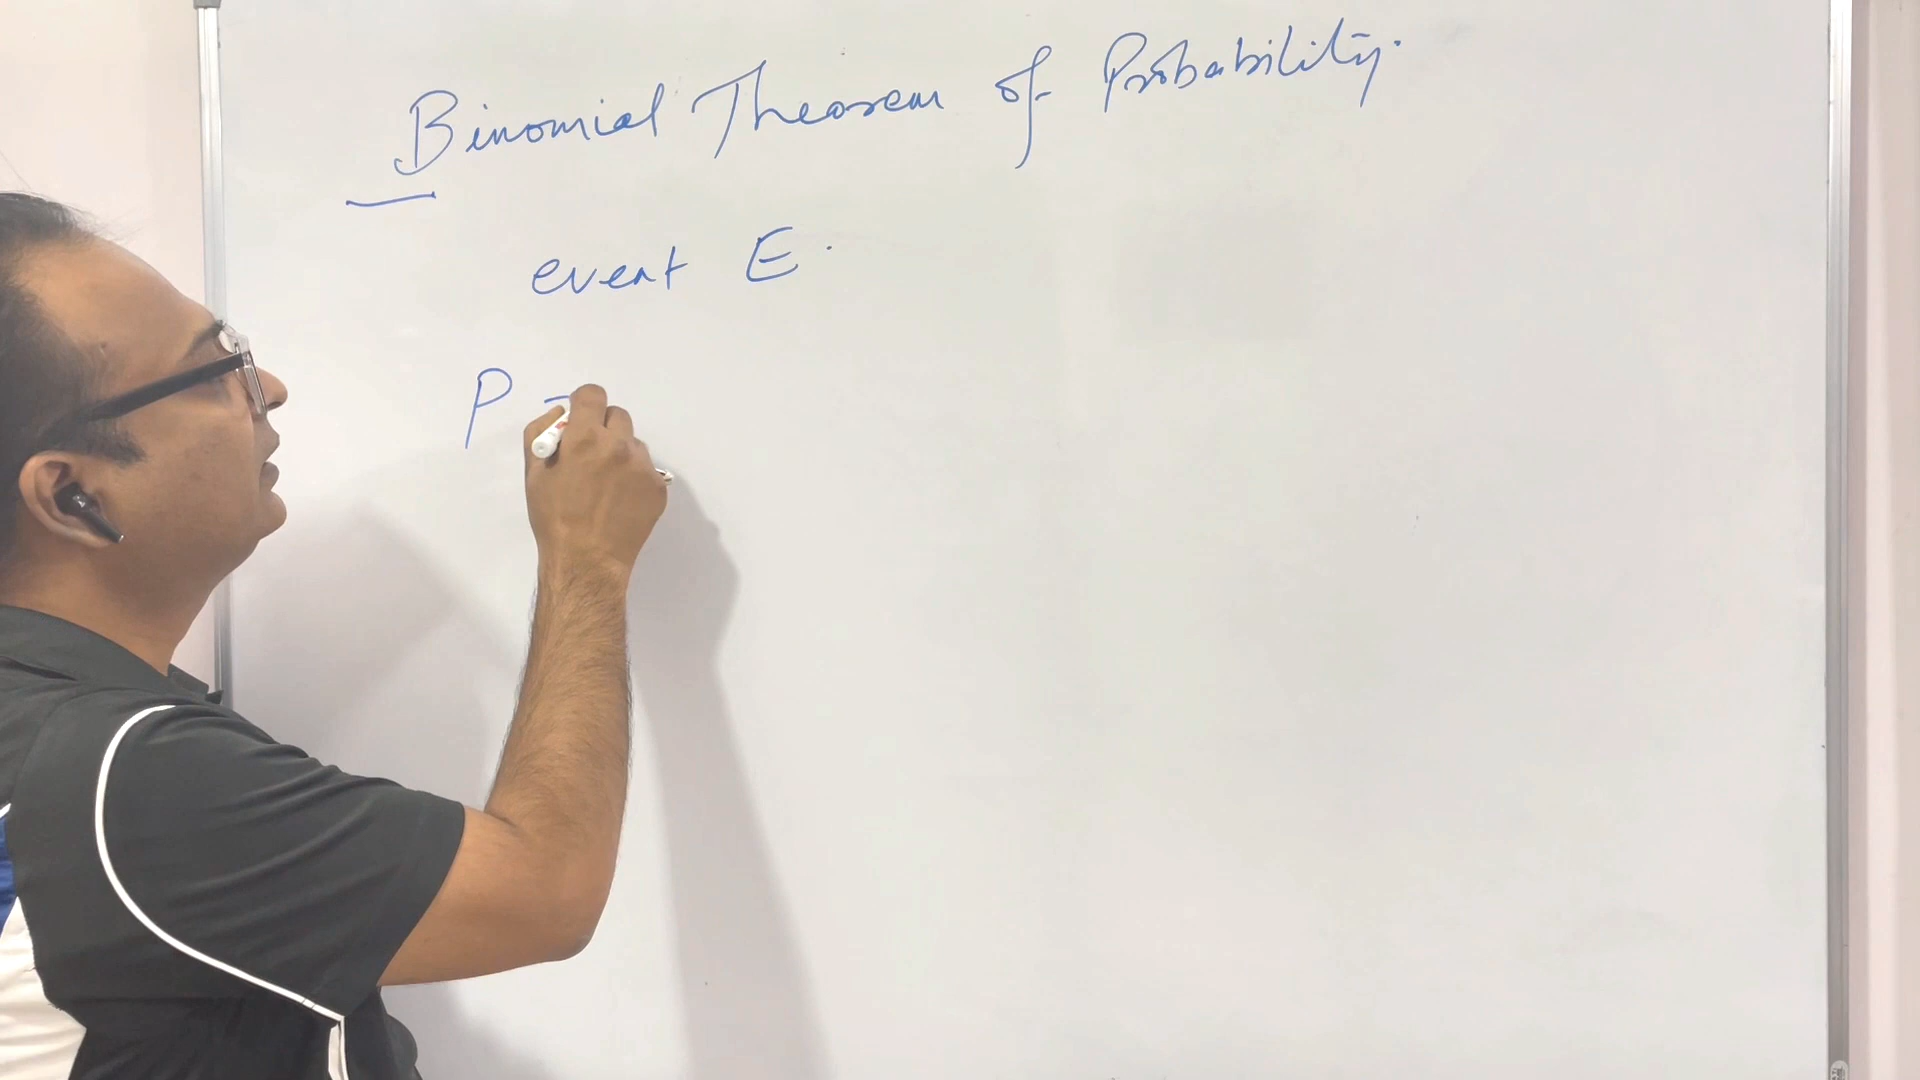 Binomial Theorem of Probability.
event E.
P =